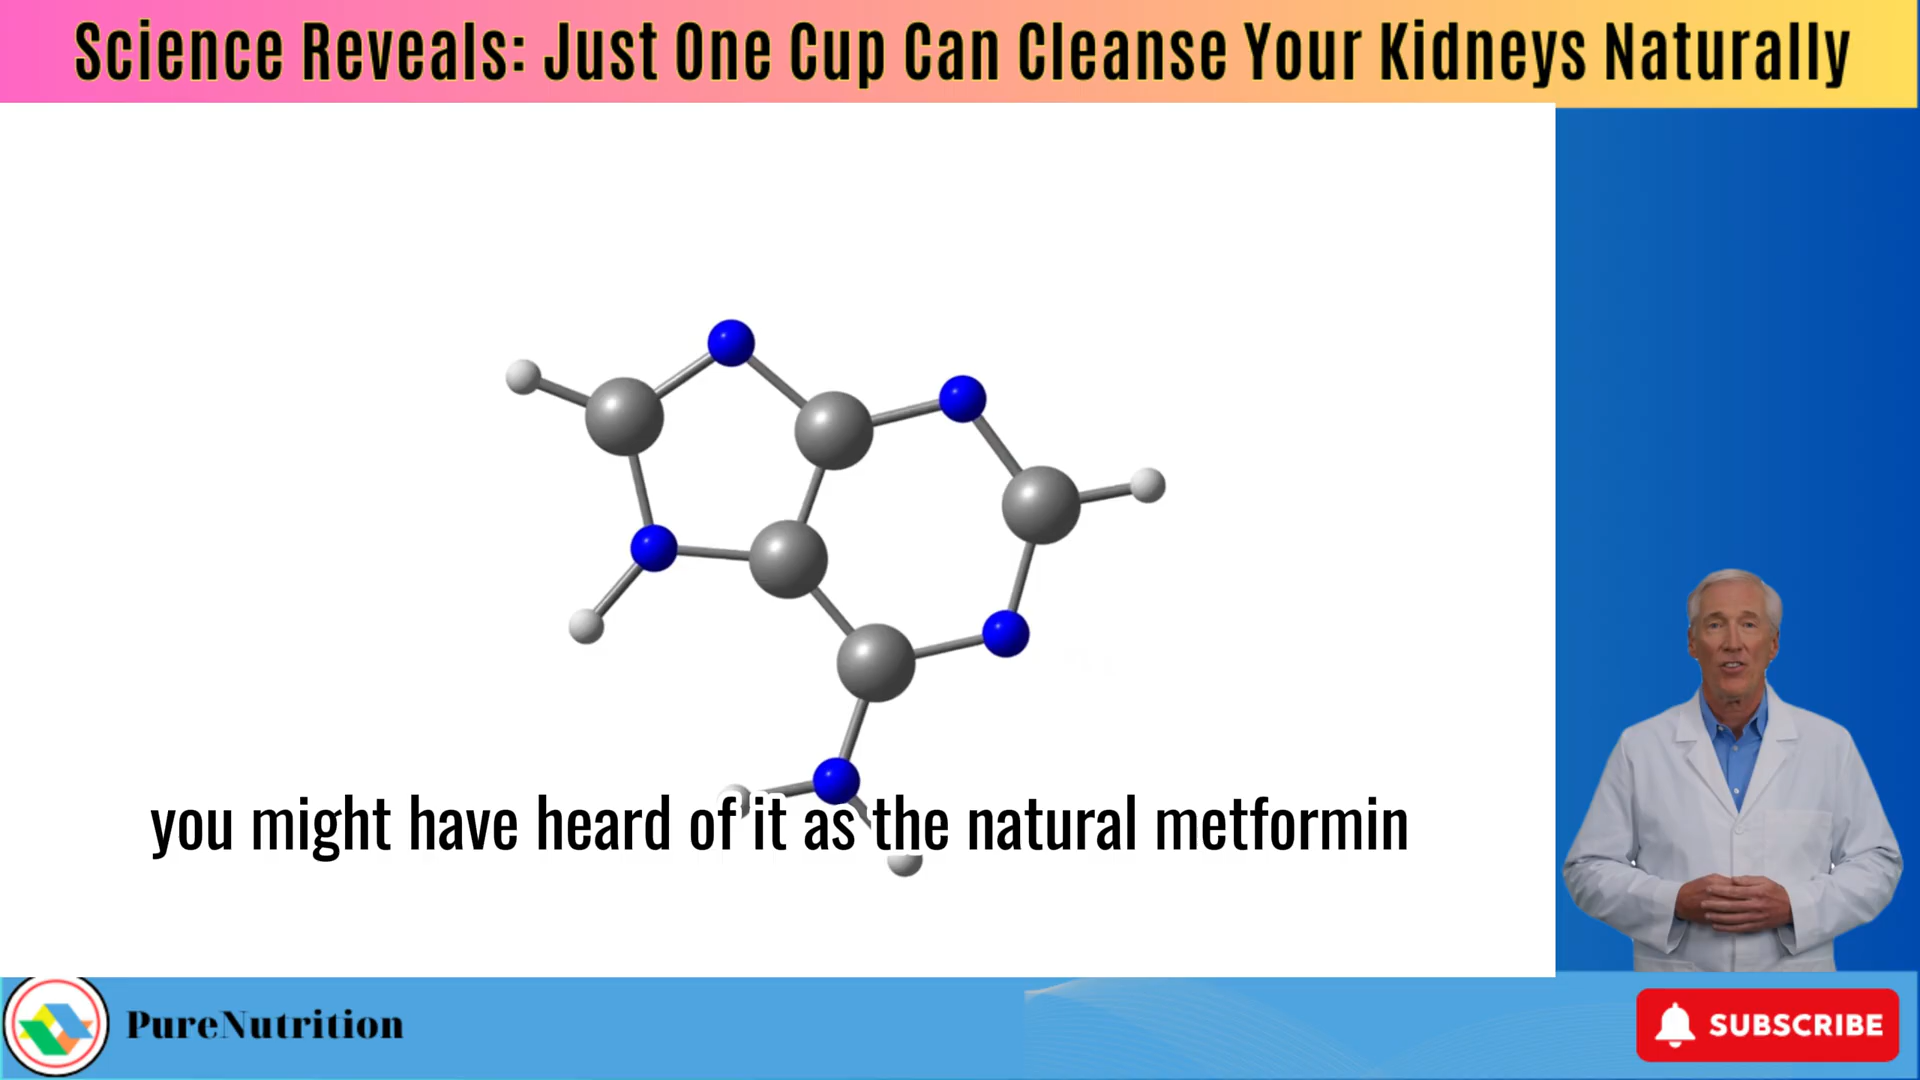 Science Reveals: Just One Cup Can Cleanse Your Kidneys Naturally
you might have heard of it as the natural metformin
PureNutrition
SUBSCRIBE